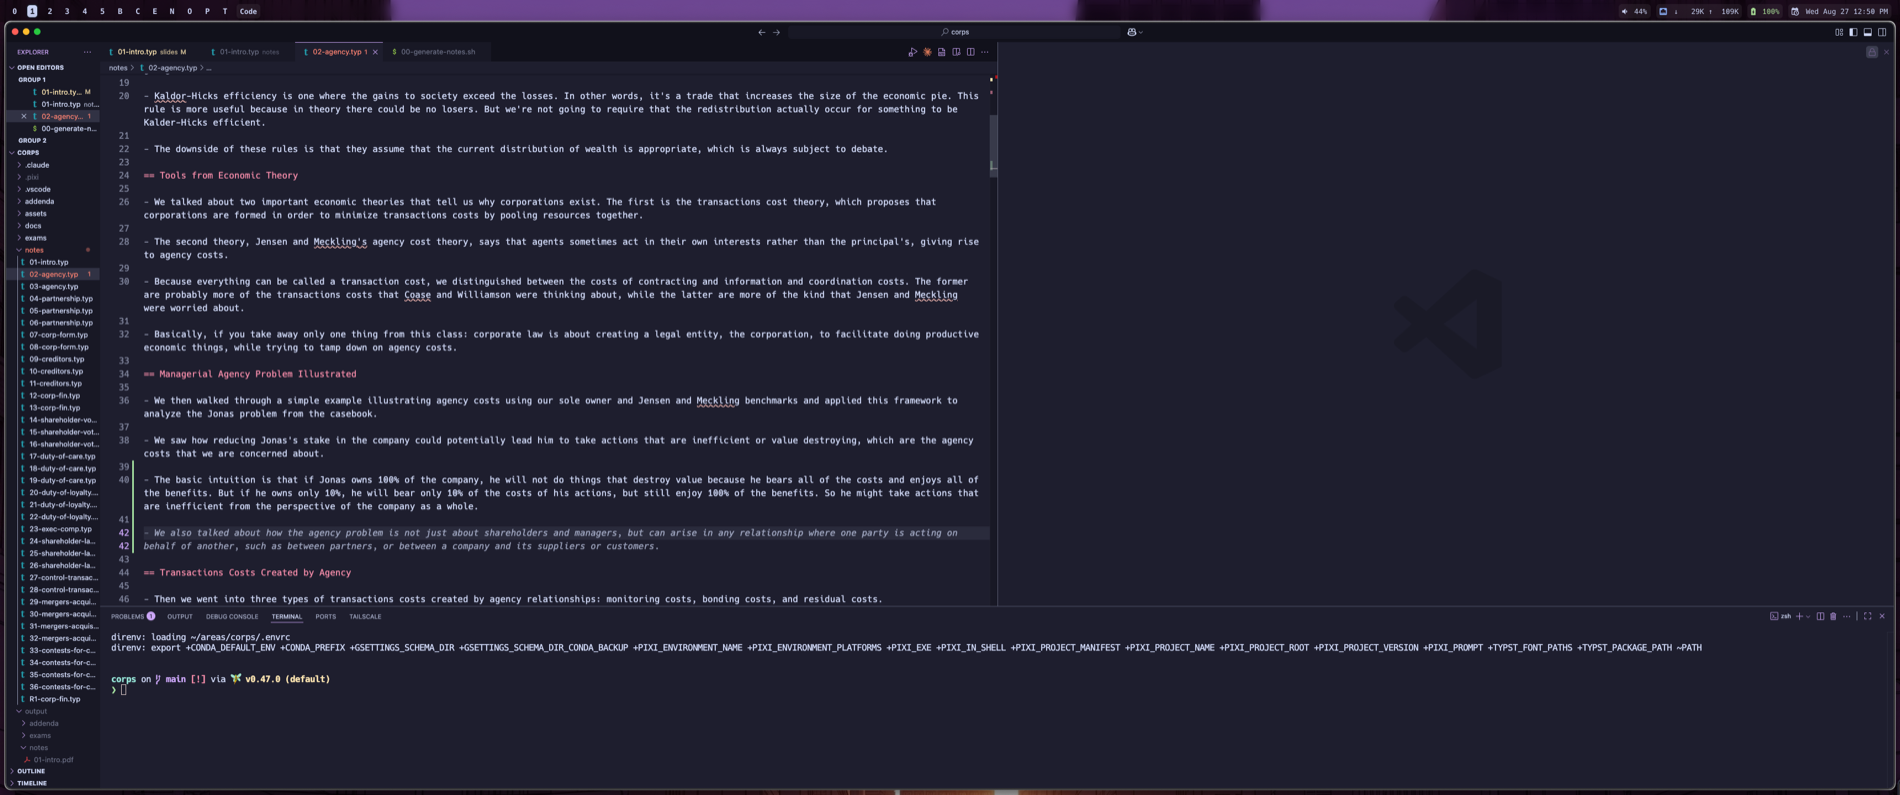 0 1 2 3 4 5 B C E N O P T Code
44% 29K 109K 100% Wed Aug 27 12:50 PM
corps
EXPLORER
01-intro.typ slides M 01-intro.typ notes 02-agency.typ 1 00-generate-notes.sh
notes > 02-agency.typ > ...
OPEN EDITORS
GROUP 1
01-intro.ty... M
01-intro.typ not...
02-agency... 1
00-generate-n...
GROUP 2
CORPS
.claude
.pixi
.vscode
addenda
assets
docs
exams
notes
01-intro.typ
02-agency.typ 1
03-agency.typ
04-partnership.typ
05-partnership.typ
06-partnership.typ
07-corp-form.typ
08-corp-form.typ
09-creditors.typ
10-creditors.typ
11-creditors.typ
12-corp-fin.typ
13-corp-fin.typ
14-shareholder-vo...
15-shareholder-vot...
16-shareholder-vot...
17-duty-of-care.typ
18-duty-of-care.typ
19-duty-of-care.typ
20-duty-of-loyalty....
21-duty-of-loyalty....
22-duty-of-loyalty....
23-exec-comp.typ
24-shareholder-la...
25-shareholder-la...
26-shareholder-la...
27-control-transac...
28-control-transac...
29-mergers-acqui...
30-mergers-acqui...
31-mergers-acquis...
32-mergers-acqui...
33-contests-for-c...
34-contests-for-c...
35-contests-for-c...
36-contests-for-c...
R1-corp-fin.typ
output
addenda
exams
notes
01-intro.pdf
OUTLINE
TIMELINE
19
20 - Kaldor-Hicks efficiency is one where the gains to society exceed the losses. In other words, it's a trade that increases the size of the economic pie. This
rule is more useful because in theory there could be no losers. But we're not going to require that the redistribution actually occur for something to be
Kalder-Hicks efficient.
21
22 - The downside of these rules is that they assume that the current distribution of wealth is appropriate, which is always subject to debate.
23
24 == Tools from Economic Theory
25
26 - We talked about two important economic theories that tell us why corporations exist. The first is the transactions cost theory, which proposes that
corporations are formed in order to minimize transactions costs by pooling resources together.
27
28 - The second theory, Jensen and Meckling's agency cost theory, says that agents sometimes act in their own interests rather than the principal's, giving rise
to agency costs.
29
30 - Because everything can be called a transaction cost, we distinguished between the costs of contracting and information and coordination costs. The former
are probably more of the transactions costs that Coase and Williamson were thinking about, while the latter are more of the kind that Jensen and Meckling
were worried about.
31
32 - Basically, if you take away only one thing from this class: corporate law is about creating a legal entity, the corporation, to facilitate doing productive
economic things, while trying to tamp down on agency costs.
33
34 == Managerial Agency Problem Illustrated
35
36 - We then walked through a simple example illustrating agency costs using our sole owner and Jensen and Meckling benchmarks and applied this framework to
analyze the Jonas problem from the casebook.
37
38 - We saw how reducing Jonas's stake in the company could potentially lead him to take actions that are inefficient or value destroying, which are the agency
costs that we are concerned about.
39
40 - The basic intuition is that if Jonas owns 100% of the company, he will not do things that destroy value because he bears all of the costs and enjoys all of
the benefits. But if he owns only 10%, he will bear only 10% of the costs of his actions, but still enjoy 100% of the benefits. So he might take actions that
are inefficient from the perspective of the company as a whole.
41
42 - We also talked about how the agency problem is not just about shareholders and managers, but can arise in any relationship where one party is acting on
42 behalf of another, such as between partners, or between a company and its suppliers or customers.
43
44 == Transactions Costs Created by Agency
45
46 - Then we went into three types of transactions costs created by agency relationships: monitoring costs, bonding costs, and residual costs.
PROBLEMS 1 OUTPUT DEBUG CONSOLE TERMINAL PORTS TAILSCALE
zsh
direnv: loading ~/areas/corps/.envrc
direnv: export +CONDA_DEFAULT_ENV +CONDA_PREFIX +GSETTINGS_SCHEMA_DIR +GSETTINGS_SCHEMA_DIR_CONDA_BACKUP +PIXI_ENVIRONMENT_NAME +PIXI_ENVIRONMENT_PLATFORMS +PIXI_EXE +PIXI_IN_SHELL +PIXI_PROJECT_MANIFEST +PIXI_PROJECT_NAME +PIXI_PROJECT_ROOT +PIXI_PROJECT_VERSION +PIXI_PROMPT +TYPST_FONT_PATHS +TYPST_PACKAGE_PATH ~PATH
corps on main [!] via v0.47.0 (default)
❯